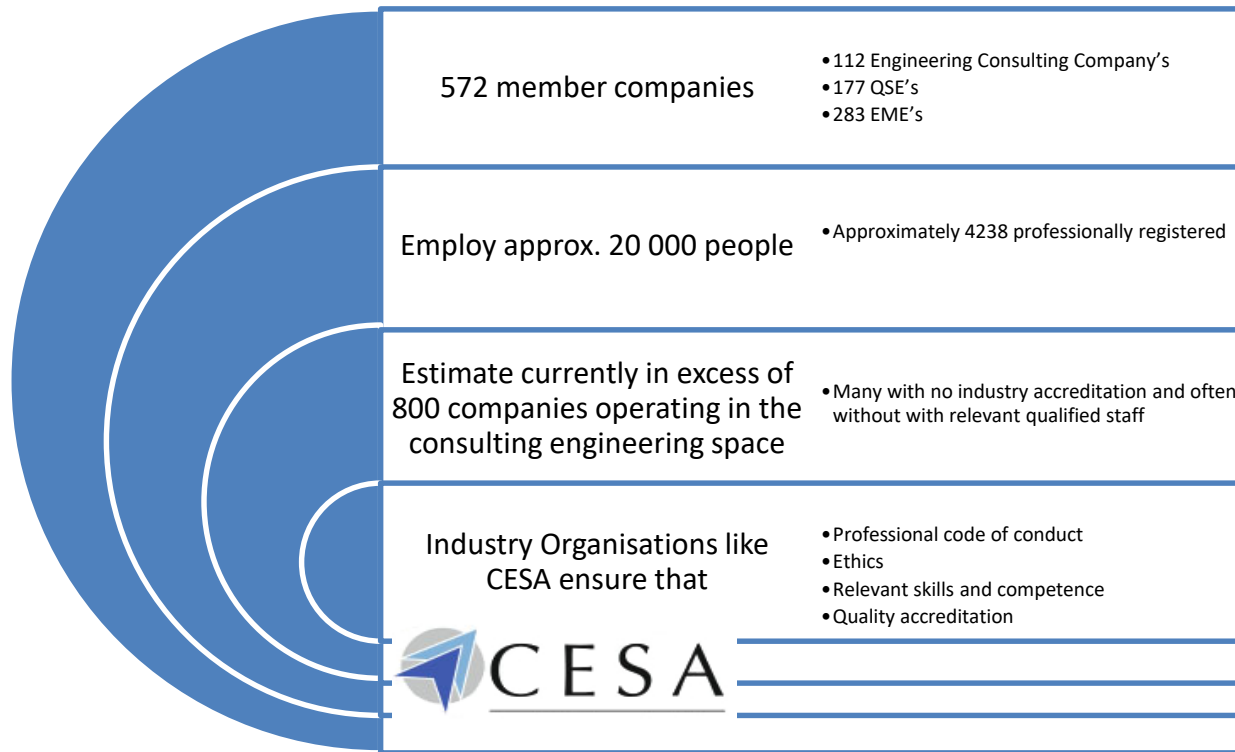 572 member companies
•112 Engineering Consulting Company’s
•177 QSE’s
•283 EME’s
Employ approx. 20 000 people
•Approximately 4238 professionally registered
Estimate currently in excess of
800 companies operating in the
consulting engineering space
•Many with no industry accreditation and often
without with relevant qualified staff
Industry Organisations like
CESA ensure that
•Professional code of conduct
•Ethics
•Relevant skills and competence
•Quality accreditation
CESA